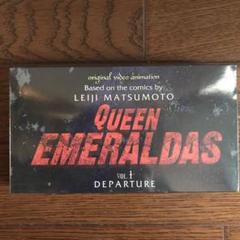 original video animation
Based on the comics by
LEIJI MATSUMOTO
QUEEN
EMERALDAS
VOL. 1
DEPARTURE